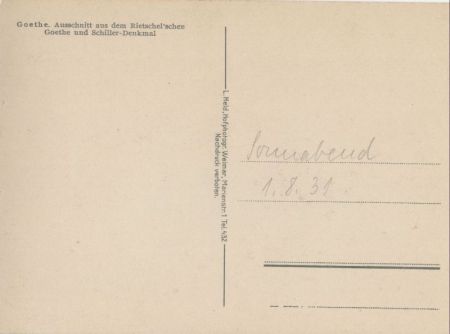 Goethe. Ausschnitt aus dem Rietschel'schen
Goethe und Schiller-Denkmal
L. Held, Hofphotogr. Weimar, Marienstr. 1 Tel. 432
Nachdruck verboten.
Sonnabend
1. 8. 31.